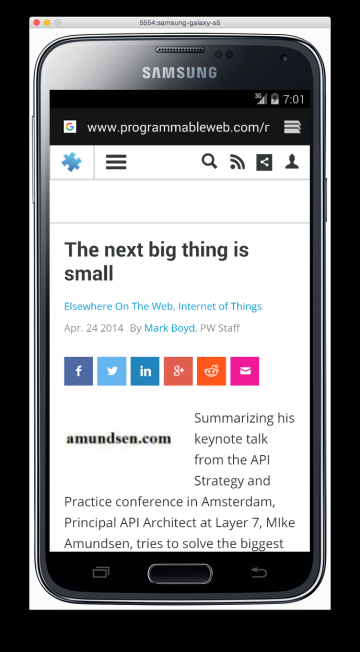 5554:samsung-galaxy-s5
SAMSUNG
3G 7:01
G www.programmableweb.com/r
The next big thing is
small
Elsewhere On The Web, Internet of Things
Apr. 24 2014 By Mark Boyd, PW Staff
f in g+
amundsen.com
Summarizing his
keynote talk
from the API
Strategy and
Practice conference in Amsterdam,
Principal API Architect at Layer 7, MIke
Amundsen, tries to solve the biggest